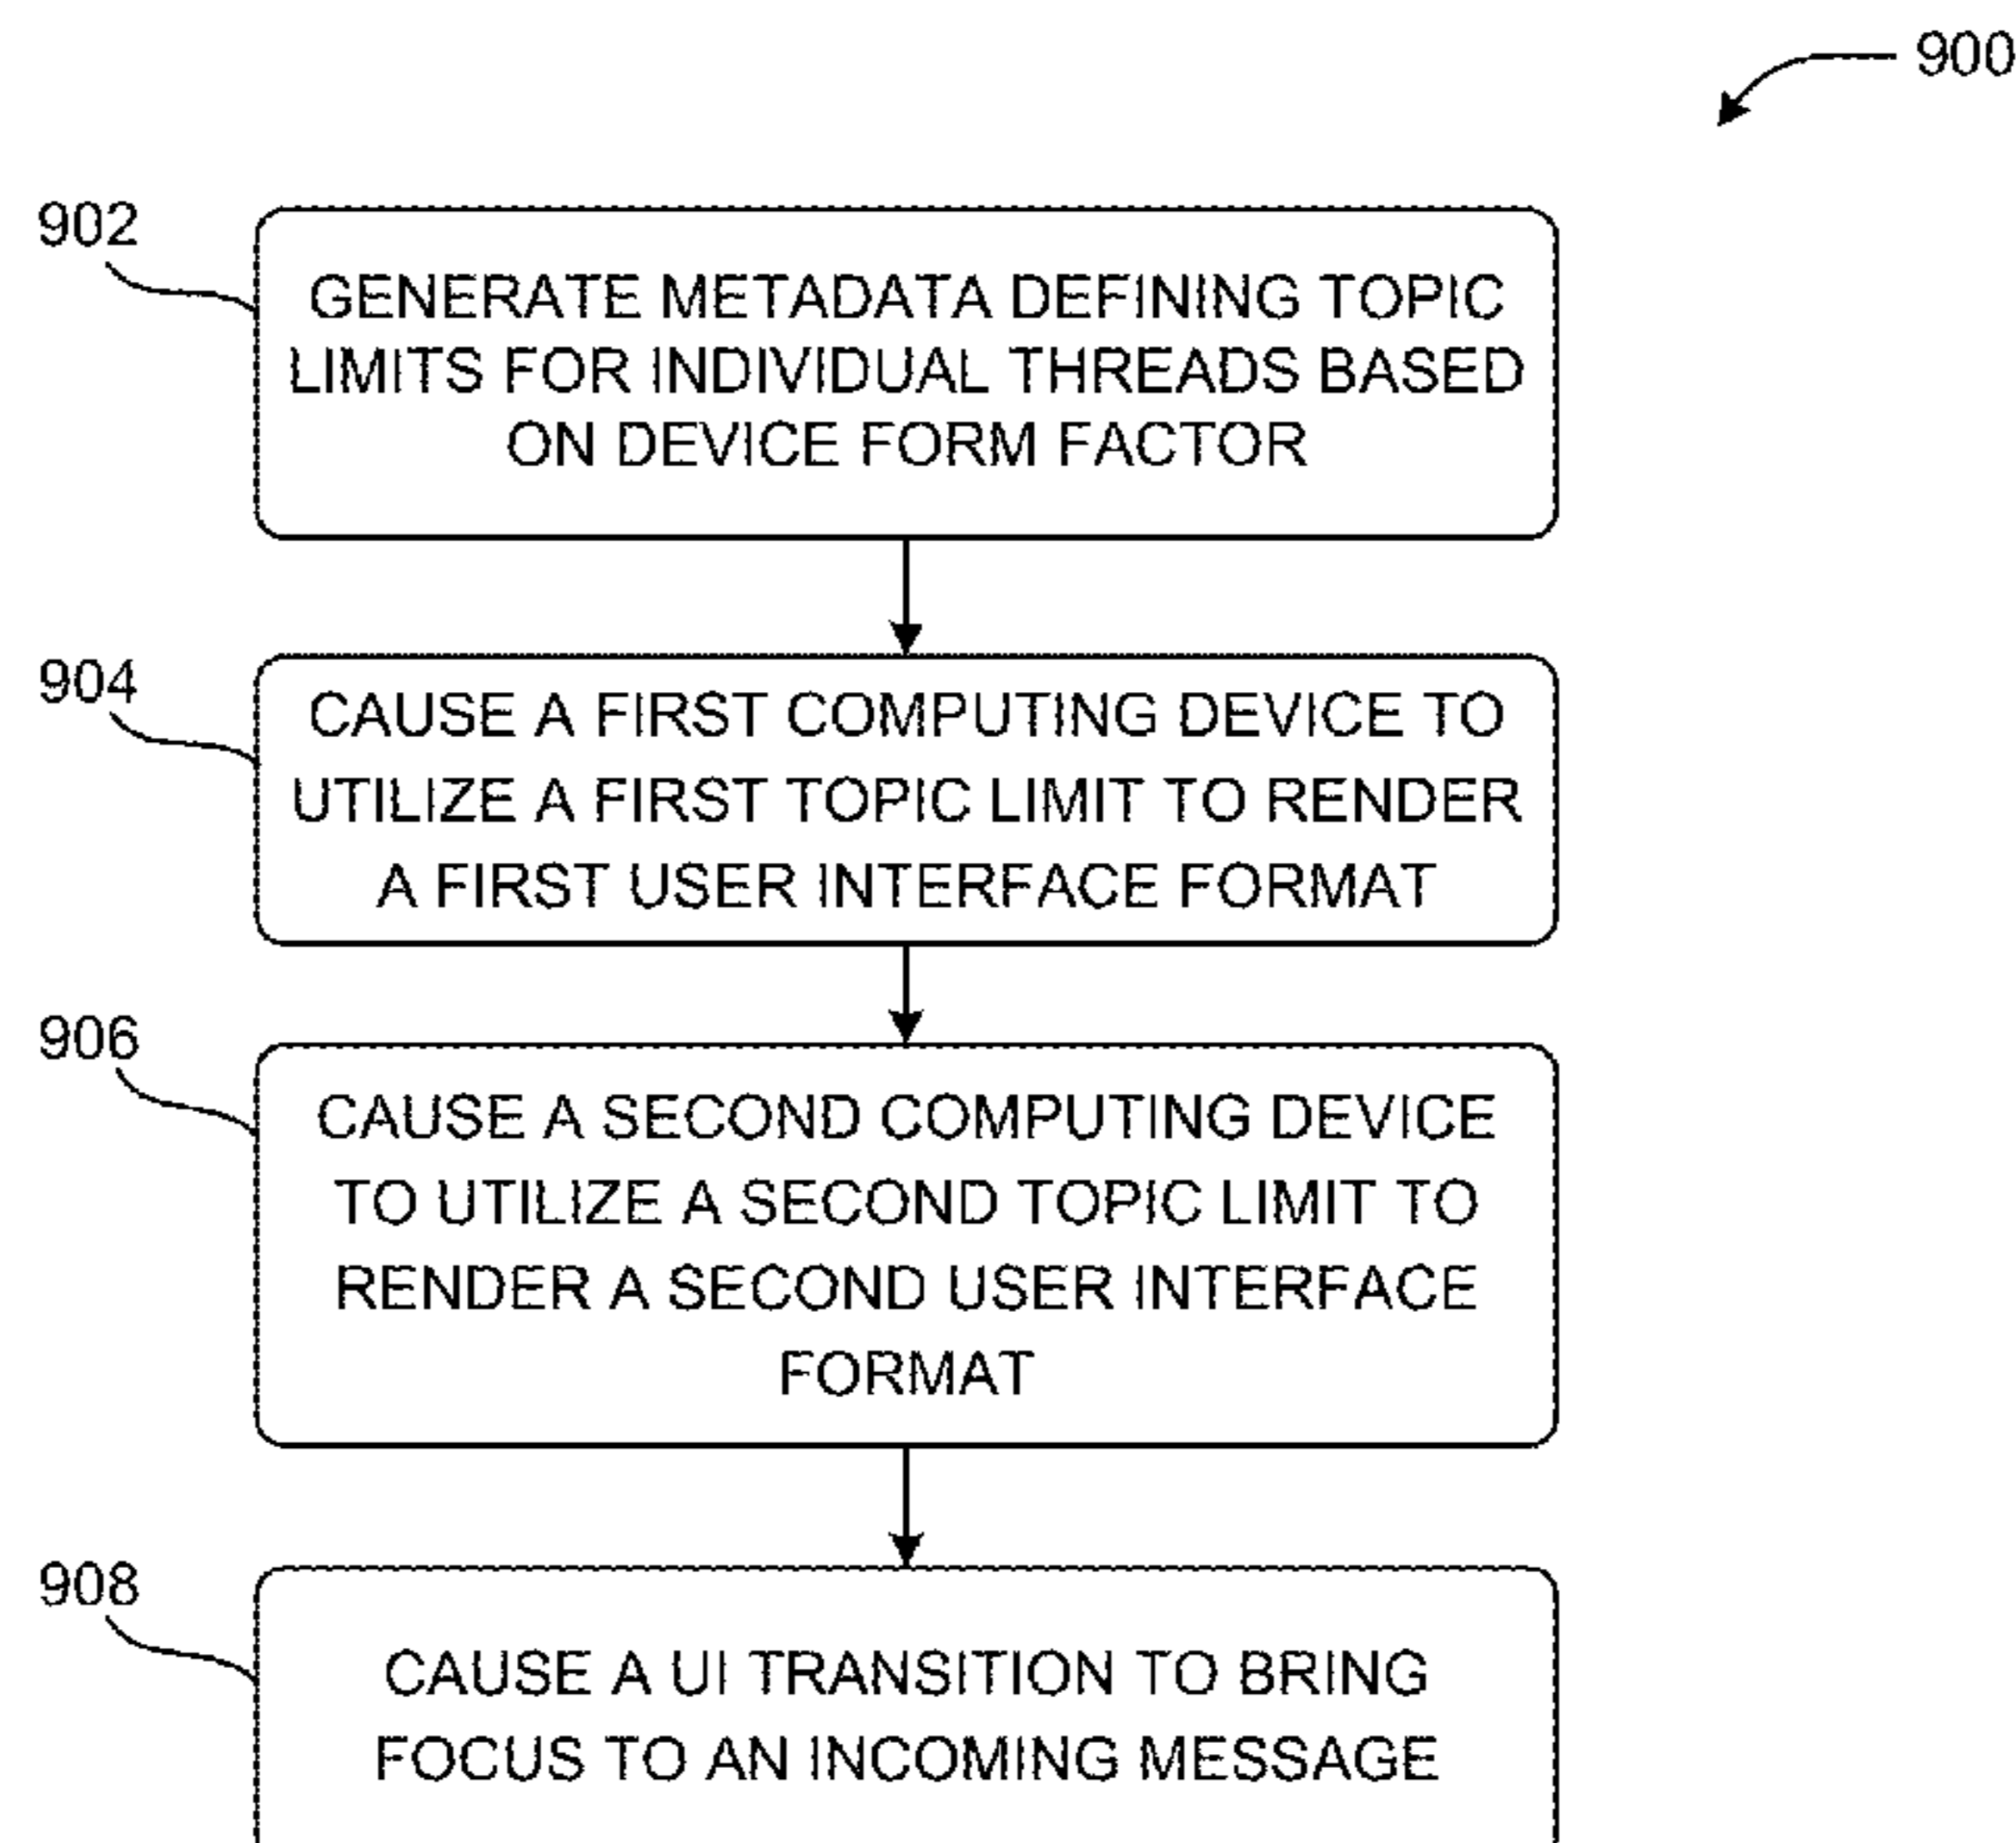 900
902
GENERATE METADATA DEFINING TOPIC
LIMITS FOR INDIVIDUAL THREADS BASED
ON DEVICE FORM FACTOR
904
CAUSE A FIRST COMPUTING DEVICE TO
UTILIZE A FIRST TOPIC LIMIT TO RENDER
A FIRST USER INTERFACE FORMAT
906
CAUSE A SECOND COMPUTING DEVICE
TO UTILIZE A SECOND TOPIC LIMIT TO
RENDER A SECOND USER INTERFACE
FORMAT
908
CAUSE A UI TRANSITION TO BRING
FOCUS TO AN INCOMING MESSAGE